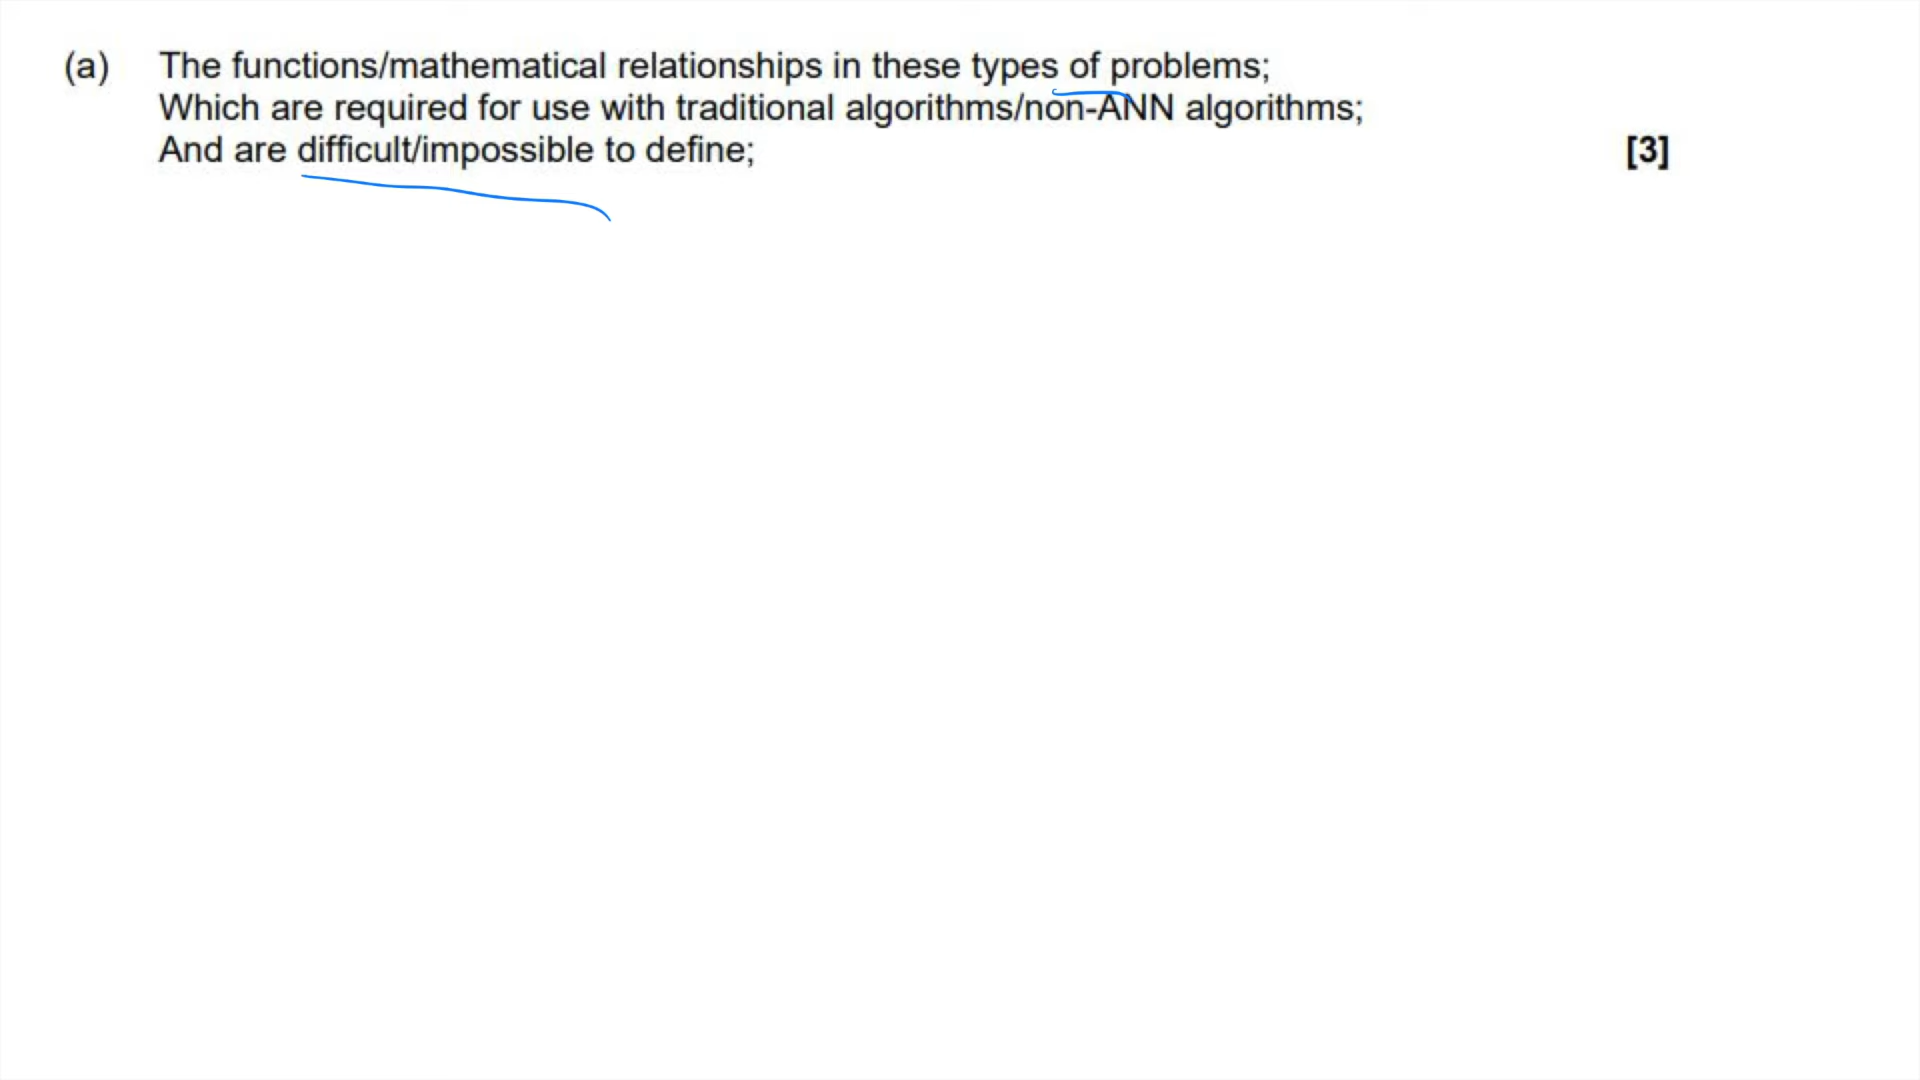 (a) The functions/mathematical relationships in these types of problems;
Which are required for use with traditional algorithms/non-ANN algorithms;
And are difficult/impossible to define; [3]